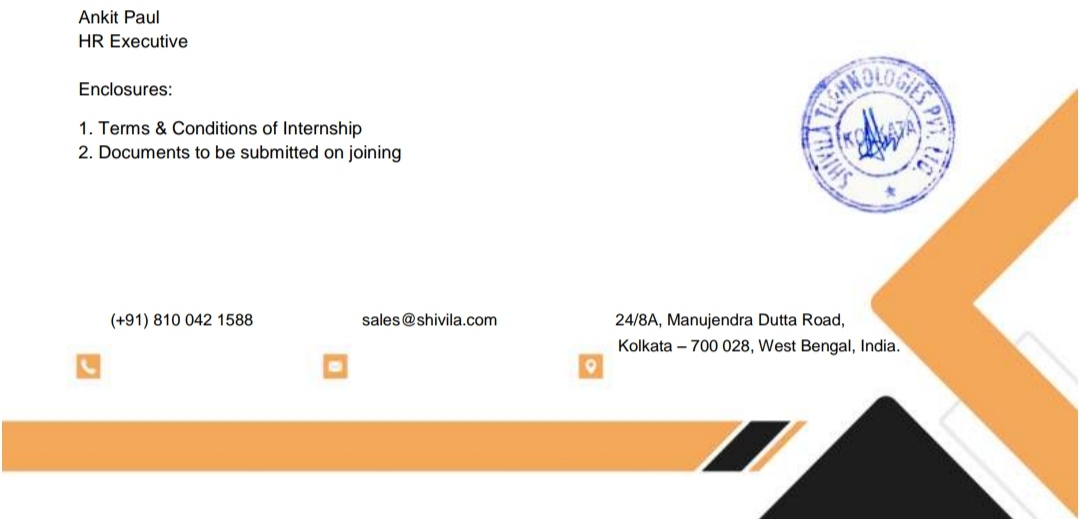 Ankit Paul
HR Executive
Enclosures:
1. Terms & Conditions of Internship
2. Documents to be submitted on joining
SHIVILA TECHNOLOGIES PVT. LTD.
KOLKATA
(+91) 810 042 1588
sales@shivila.com
24/8A, Manujendra Dutta Road,
Kolkata – 700 028, West Bengal, India.